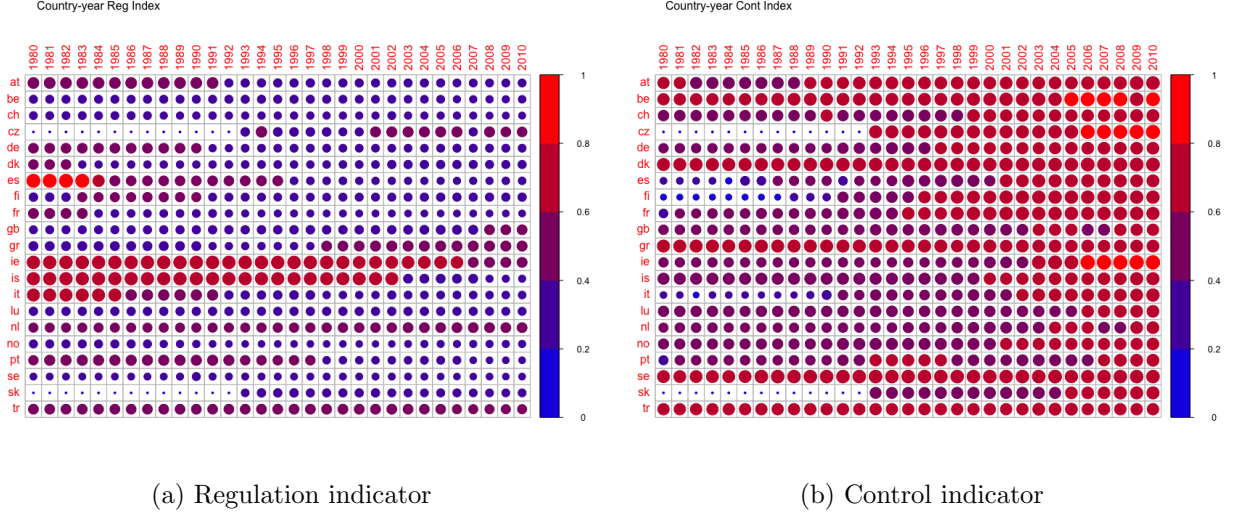 Country-year Reg Index
1980 1981 1982 1983 1984 1985 1986 1987 1988 1989 1990 1991 1992 1993 1994 1995 1996 1997 1998 1999 2000 2001 2002 2003 2004 2005 2006 2007 2008 2009 2010
at
be
ch
cz
de
dk
es
fi
fr
gb
gr
ie
is
it
lu
nl
no
pt
se
sk
tr
1
0.8
0.6
0.4
0.2
0
(a) Regulation indicator
Country-year Cont Index
1980 1981 1982 1983 1984 1985 1986 1987 1988 1989 1990 1991 1992 1993 1994 1995 1996 1997 1998 1999 2000 2001 2002 2003 2004 2005 2006 2007 2008 2009 2010
at
be
ch
cz
de
dk
es
fi
fr
gb
gr
ie
is
it
lu
nl
no
pt
se
sk
tr
1
0.8
0.6
0.4
0.2
0
(b) Control indicator